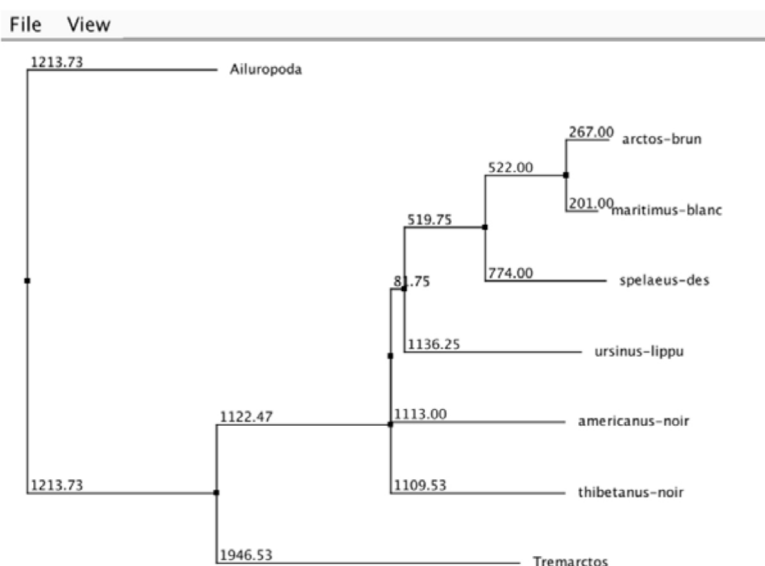 File View
1213.73 Ailuropoda
267.00 arctos-brun
522.00
201.00 maritimus-blanc
519.75
774.00 spelaeus-des
81.75
1136.25 ursinus-lippu
1122.47 1113.00 americanus-noir
1213.73 1109.53 thibetanus-noir
1946.53 Tremarctos